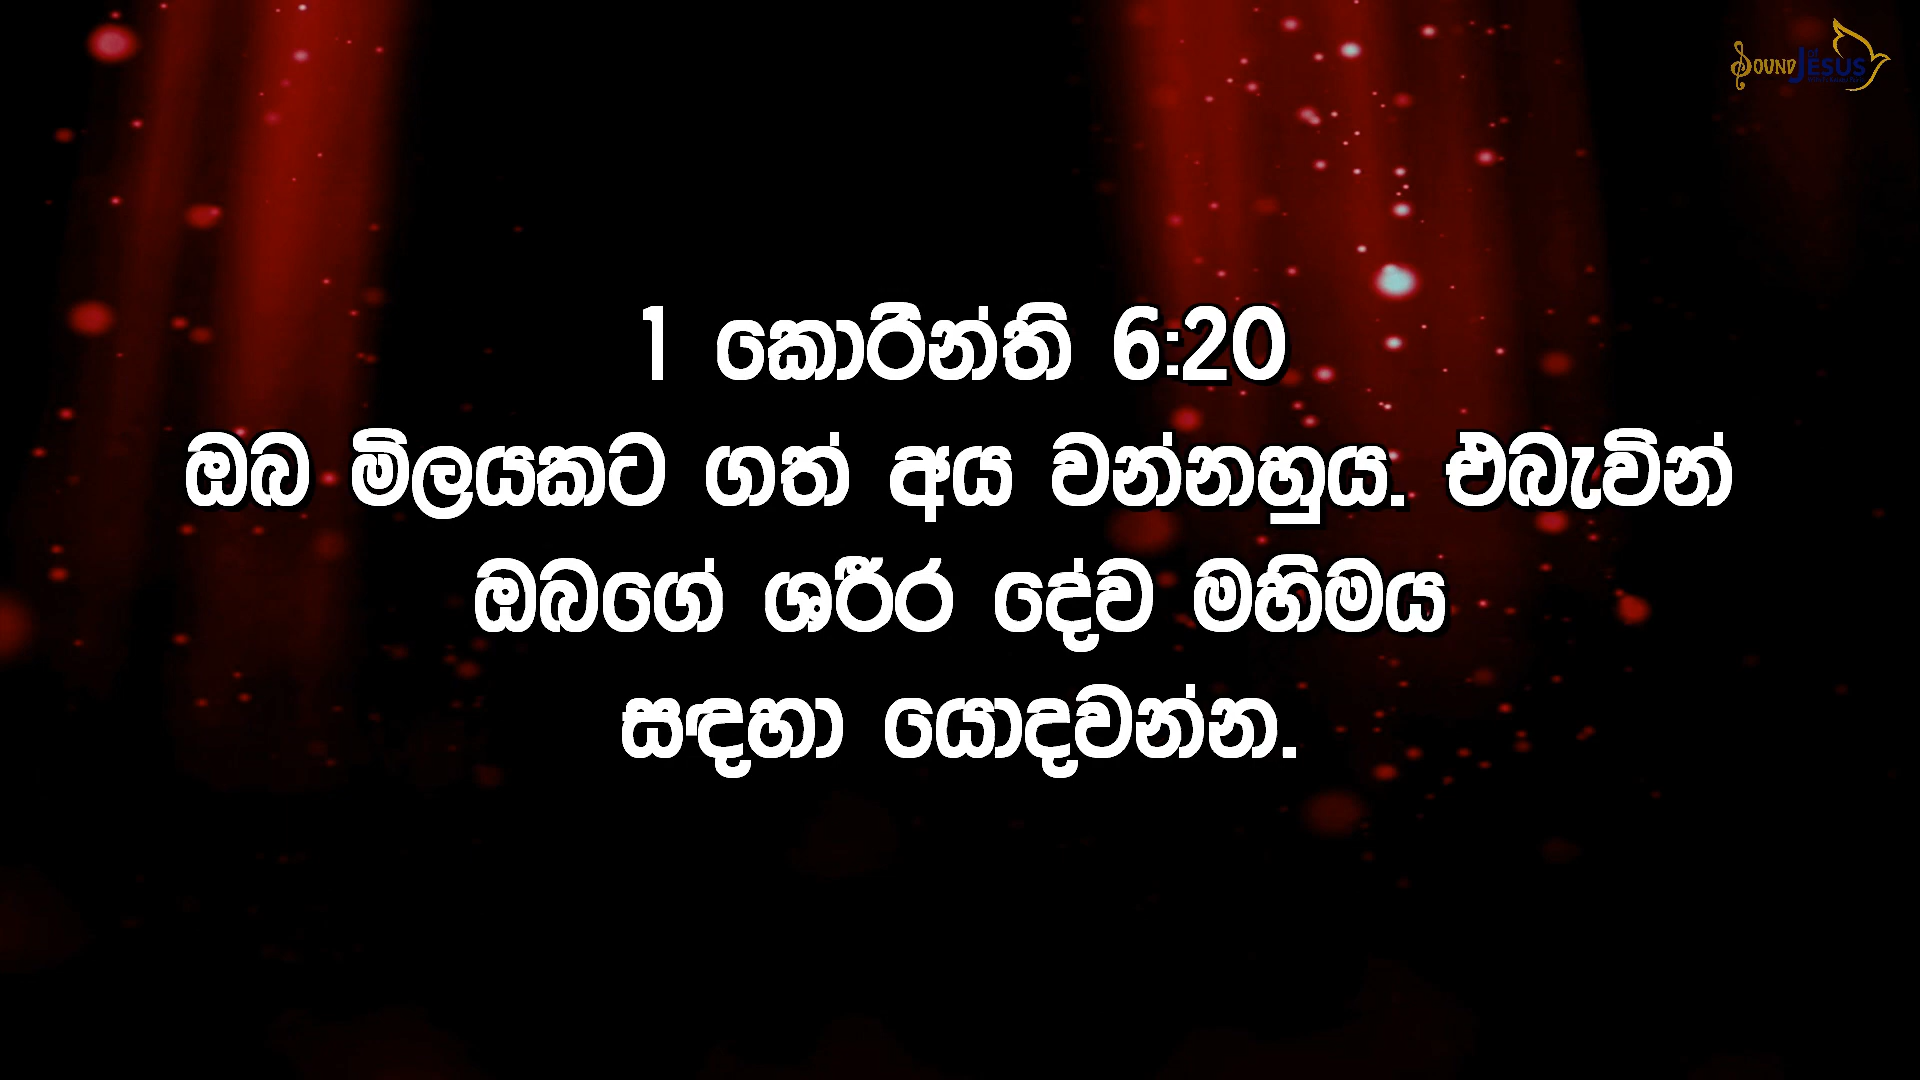 Sound of Jesus
1 කොරින්ති 6:20
ඔබ මිලයකට ගත් අය වන්නහුය. එබැවින්
ඔබගේ ශරීර දේව මහිමය
සඳහා යොදවන්න.